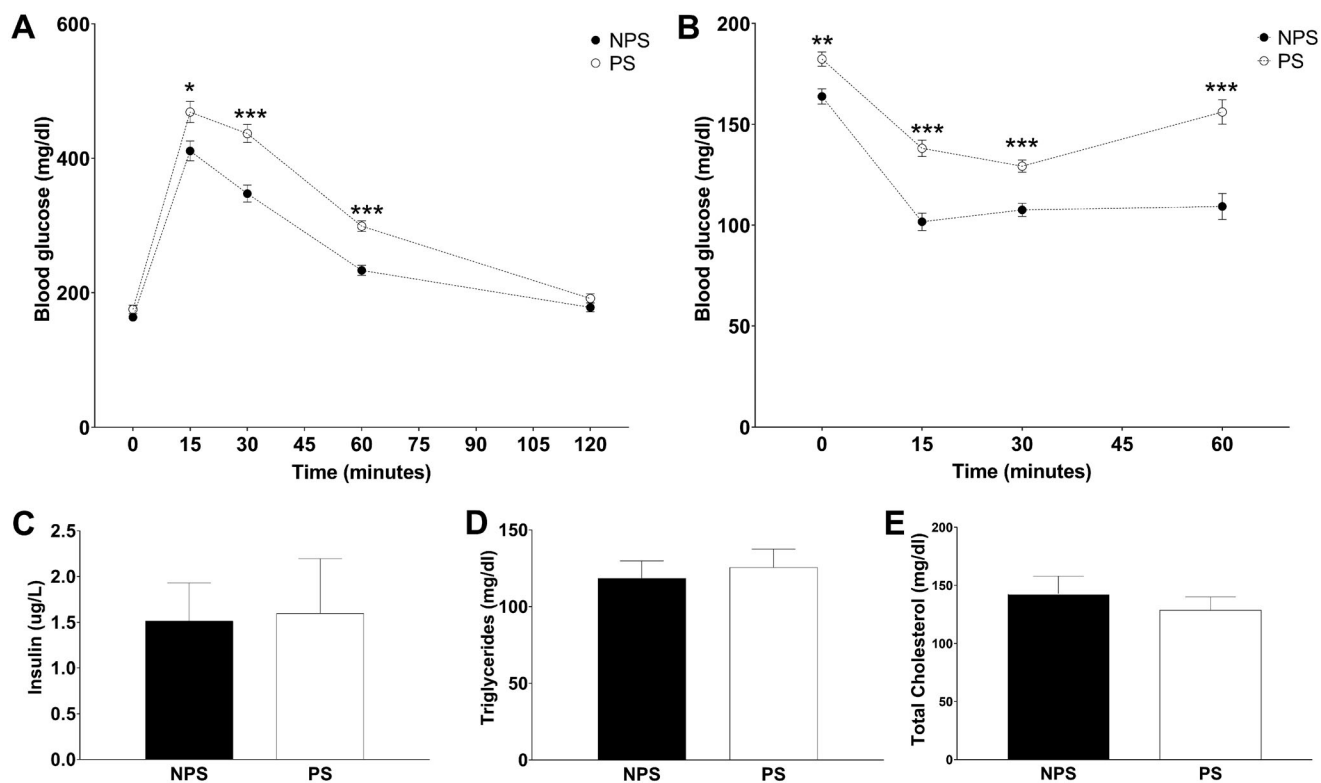 A
Blood glucose (mg/dl)
600
400
200
0
* *** ***
NPS
PS
0 15 30 45 60 75 90 105 120
Time (minutes)
B
Blood glucose (mg/dl)
200
150
100
50
0
** *** *** ***
NPS
PS
0 15 30 45 60
Time (minutes)
C
Insulin (ug/L)
2.5
2.0
1.5
1.0
0.5
0.0
NPS PS
D
Triglycerides (mg/dl)
150
100
50
0
NPS PS
E
Total Cholesterol (mg/dl)
200
150
100
50
0
NPS PS